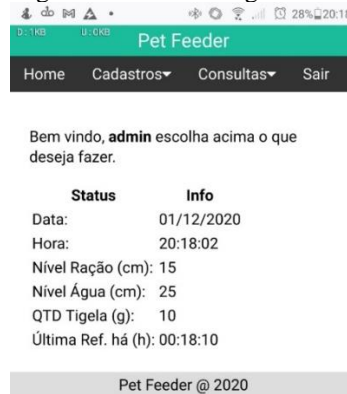 28% 20:18
D: 1KB U: 0KB
Pet Feeder
Home Cadastros Consultas Sair
Bem vindo, admin escolha acima o que
deseja fazer.
Status Info
Data: 01/12/2020
Hora: 20:18:02
Nível Ração (cm): 15
Nível Água (cm): 25
QTD Tigela (g): 10
Última Ref. há (h): 00:18:10
Pet Feeder @ 2020